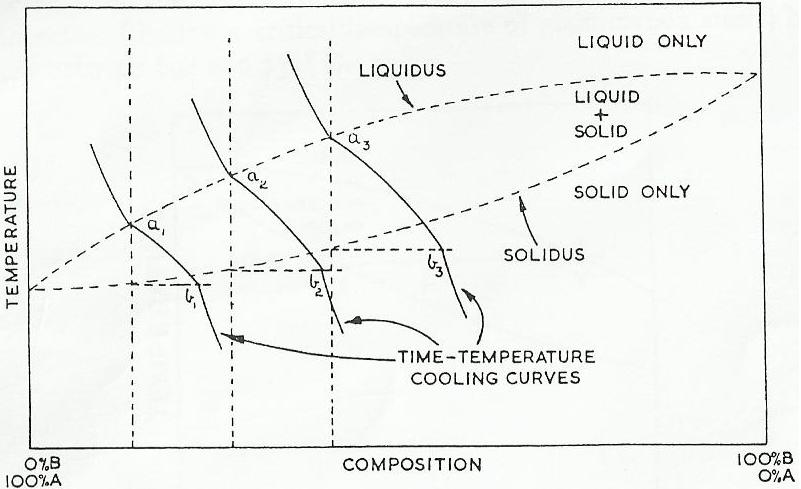 LIQUID ONLY
LIQUIDUS
LIQUID
+
SOLID
a3
a2
SOLID ONLY
a1
SOLIDUS
b3
b2
b1
TEMPERATURE
TIME-TEMPERATURE
COOLING CURVES
0%B
100%A
COMPOSITION
100%B
0%A